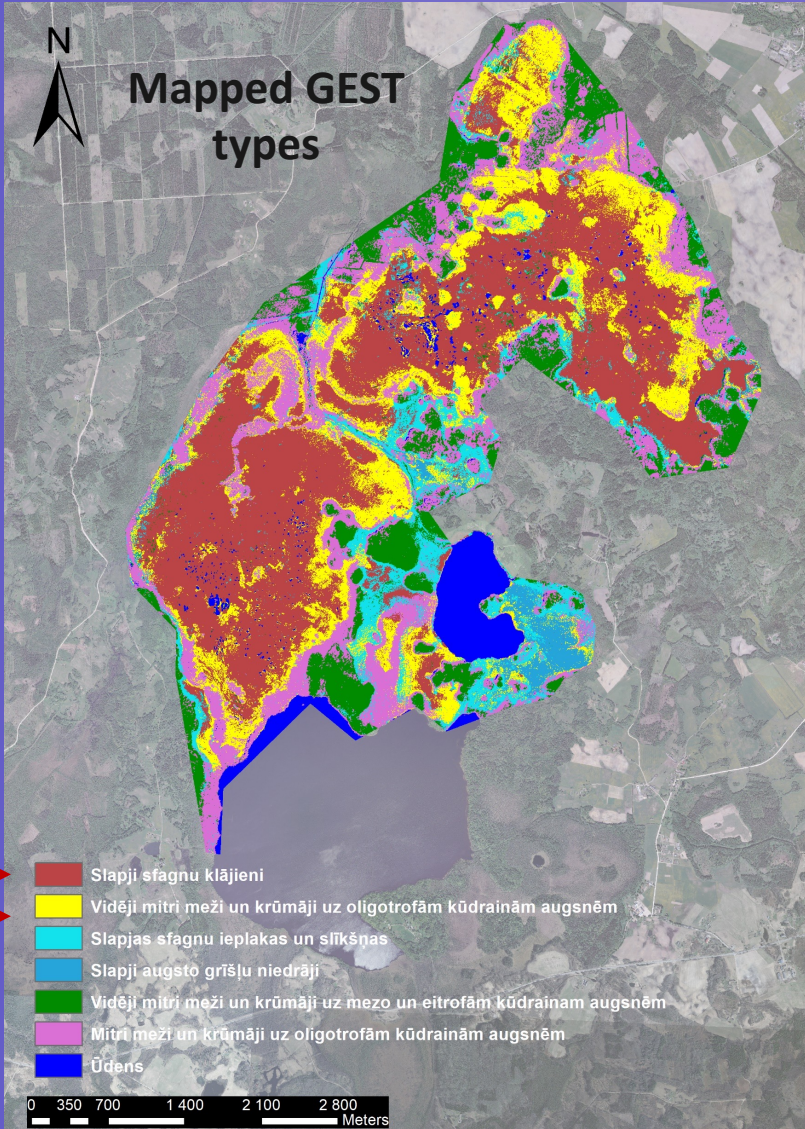 N
Mapped GEST
types
Slapji sfagnu klājieni
Vidēji mitri meži un krūmāji uz oligotrofām kūdrainām augsnēm
Slapjas sfagnu ieplakas un slīkšņas
Slapji augsto grīšļu niedrāji
Vidēji mitri meži un krūmāji uz mezo un eitrofām kūdrainam augsnēm
Mitri meži un krūmāji uz oligotrofām kūdrainām augsnēm
Ūdens
0 350 700 1 400 2 100 2 800
Meters